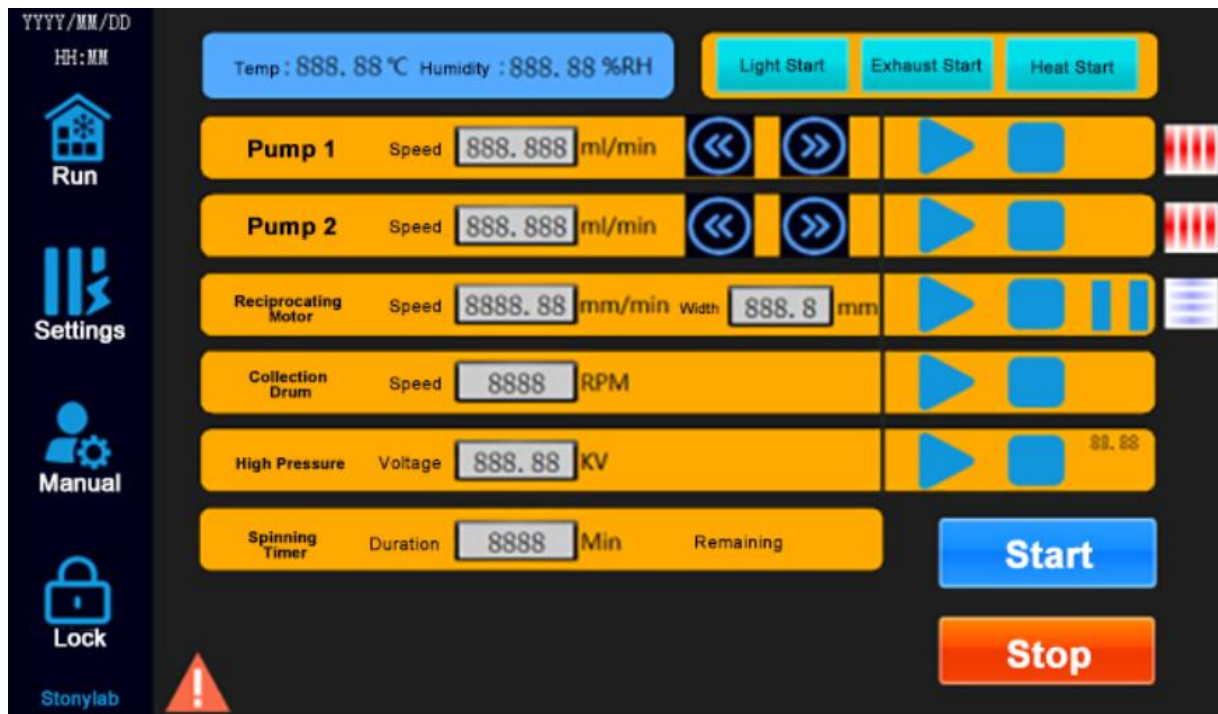 YYYY/MM/DD
HH:MM
Run
Settings
Manual
Lock
Stonylab
Temp : 888. 88 ℃ Humidity : 888. 88 %RH
Light Start
Exhaust Start
Heat Start
Pump 1 Speed 888. 888 ml/min
Pump 2 Speed 888. 888 ml/min
Reciprocating
Motor
Speed 8888. 88 mm/min Width 888. 8 mm
Collection
Drum
Speed 8888 RPM
High Pressure Voltage 888. 88 KV
88. 88
Spinning
Timer
Duration 8888 Min Remaining
Start
Stop